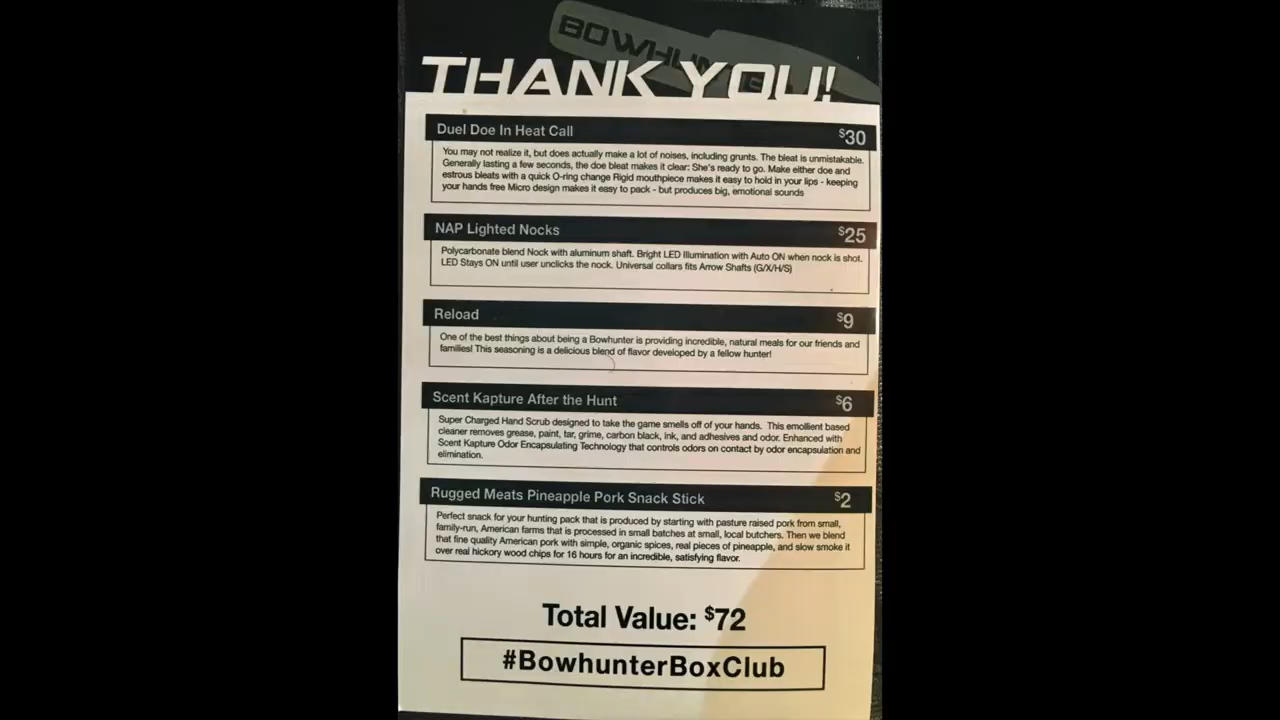 BOWHUNTER
THANK YOU!
Duel Doe In Heat Call $30
You may not realize it, but does actually make a lot of noises, including grunts. The bleat is unmistakable.
Generally lasting a few seconds, the doe bleat makes it clear: She's ready to go. Make either doe and
estrous bleats with a quick O-ring change Rigid mouthpiece makes it easy to hold in your lips - keeping
your hands free Micro design makes it easy to pack - but produces big, emotional sounds
NAP Lighted Nocks $25
Polycarbonate blend Nock with aluminum shaft. Bright LED Illumination with Auto ON when nock is shot.
LED Stays ON until user unclicks the nock. Universal collars fits Arrow Shafts (G/X/H/S)
Reload $9
One of the best things about being a Bowhunter is providing incredible, natural meals for our friends and
families! This seasoning is a delicious blend of flavor developed by a fellow hunter!
Scent Kapture After the Hunt $6
Super Charged Hand Scrub designed to take the game smells off of your hands. This emollient based
cleaner removes grease, paint, tar, grime, carbon black, ink, and adhesives and odor. Enhanced with
Scent Kapture Odor Encapsulating Technology that controls odors on contact by odor encapsulation and
elimination.
Rugged Meats Pineapple Pork Snack Stick $2
Perfect snack for your hunting pack that is produced by starting with pasture raised pork from small,
family-run, American farms that is processed in small batches at small, local butchers. Then we blend
that fine quality American pork with simple, organic spices, real pieces of pineapple, and slow smoke it
over real hickory wood chips for 16 hours for an incredible, satisfying flavor.
Total Value: $72
#BowhunterBoxClub